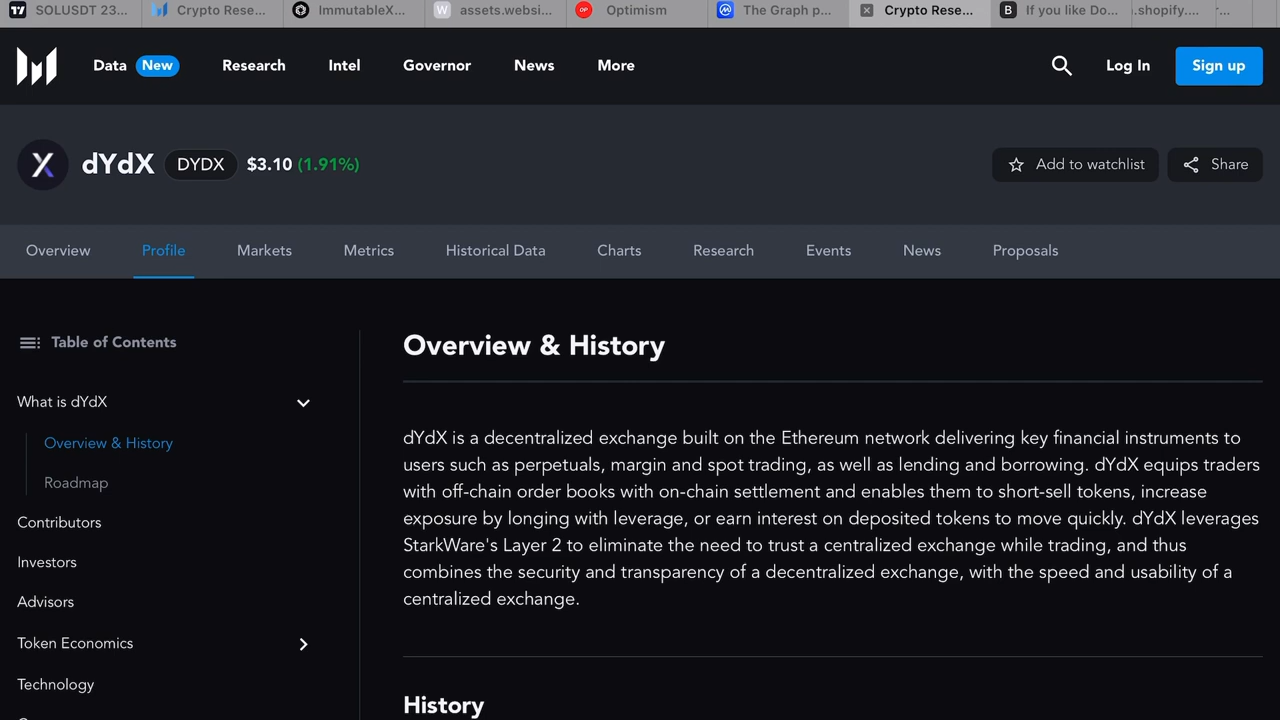 SOLUSDT 23...
Crypto Rese...
ImmutableX...
assets.websi...
Optimism
The Graph p...
Crypto Rese...
If you like Do...
.shopify....
Data New Research Intel Governor News More Log In Sign up
dYdX DYDX $3.10 (1.91%) Add to watchlist Share
Overview Profile Markets Metrics Historical Data Charts Research Events News Proposals
Table of Contents
What is dYdX
Overview & History
Roadmap
Contributors
Investors
Advisors
Token Economics
Technology
Overview & History
dYdX is a decentralized exchange built on the Ethereum network delivering key financial instruments to
users such as perpetuals, margin and spot trading, as well as lending and borrowing. dYdX equips traders
with off-chain order books with on-chain settlement and enables them to short-sell tokens, increase
exposure by longing with leverage, or earn interest on deposited tokens to move quickly. dYdX leverages
StarkWare's Layer 2 to eliminate the need to trust a centralized exchange while trading, and thus
combines the security and transparency of a decentralized exchange, with the speed and usability of a
centralized exchange.
History